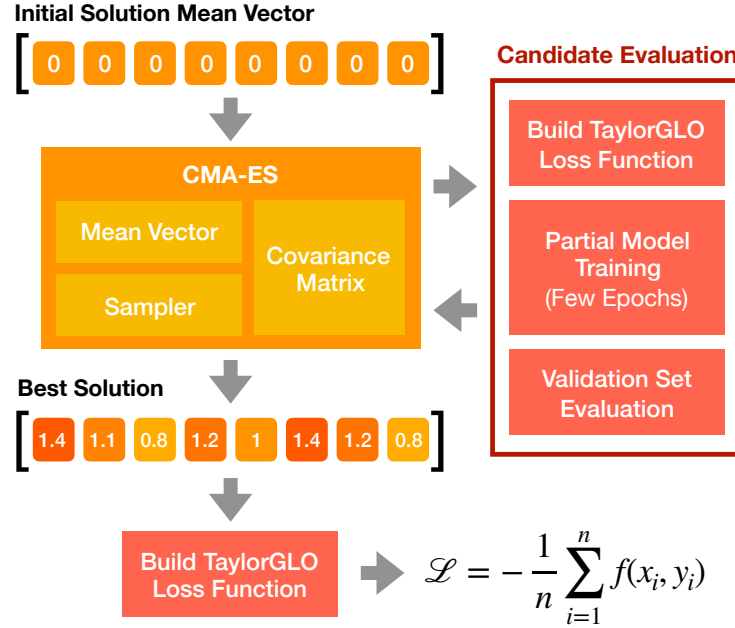 Initial Solution Mean Vector
[ 0 0 0 0 0 0 0 0 ]
CMA-ES
Mean Vector
Sampler
Covariance
Matrix
Candidate Evaluation
Build TaylorGLO
Loss Function
Partial Model
Training
(Few Epochs)
Validation Set
Evaluation
Best Solution
[ 1.4 1.1 0.8 1.2 1 1.4 1.2 0.8 ]
Build TaylorGLO
Loss Function
ℒ = − 1/n ∑_{i=1}^{n} f(x_i, y_i)